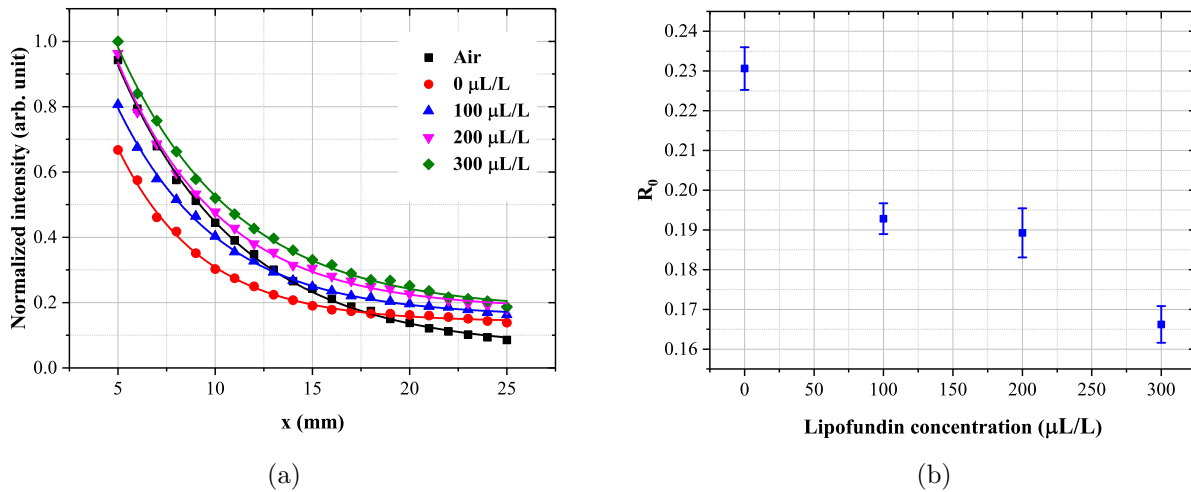 Normalized intensity (arb. unit)
1.0
0.8
0.6
0.4
0.2
0.0
5 10 15 20 25
x (mm)
Air
0 μL/L
100 μL/L
200 μL/L
300 μL/L
(a)
R₀
0.24
0.23
0.22
0.21
0.20
0.19
0.18
0.17
0.16
0 50 100 150 200 250 300
Lipofundin concentration (μL/L)
(b)